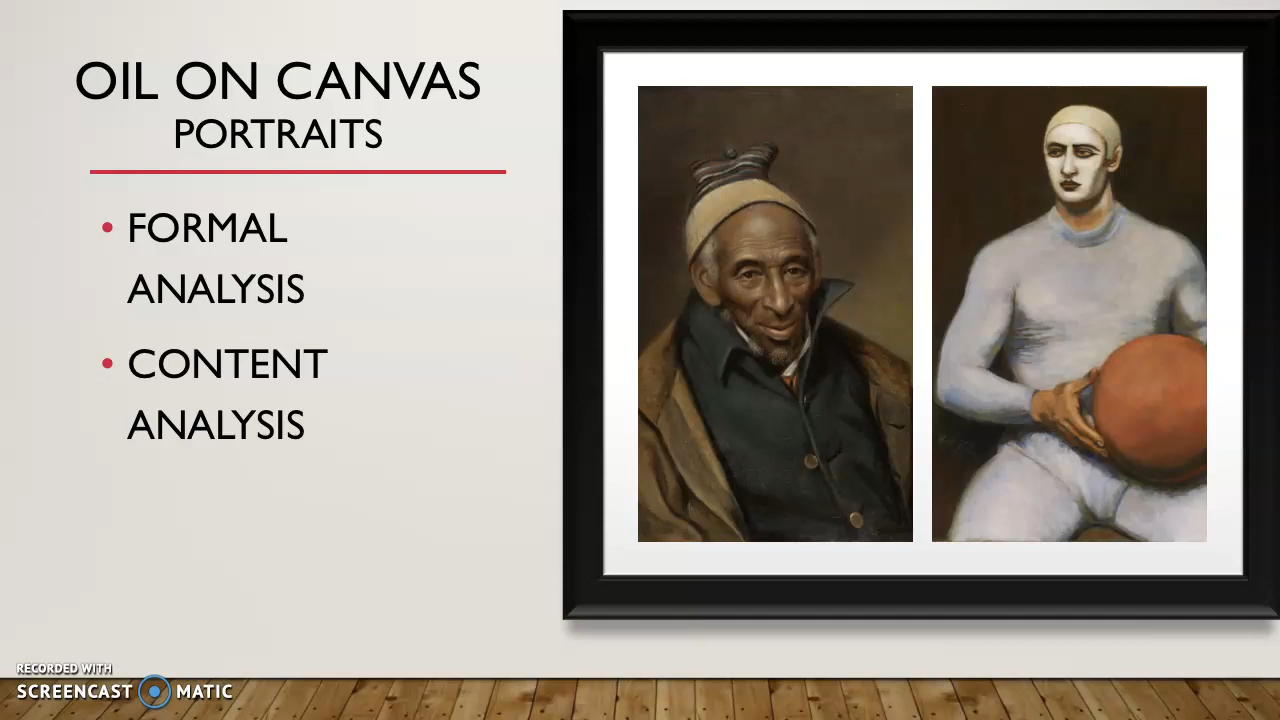 OIL ON CANVAS
PORTRAITS
• FORMAL
ANALYSIS
• CONTENT
ANALYSIS
RECORDED WITH
SCREENCAST MATIC